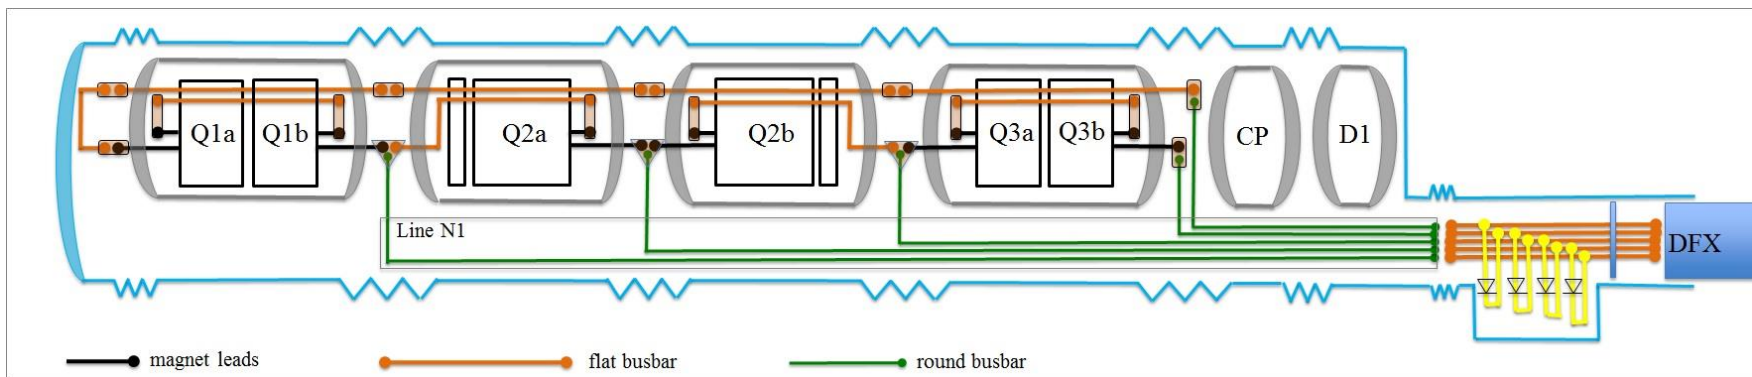 Q1a
Q1b
Q2a
Q2b
Q3a
Q3b
CP
D1
Line N1
DFX
magnet leads
flat busbar
round busbar